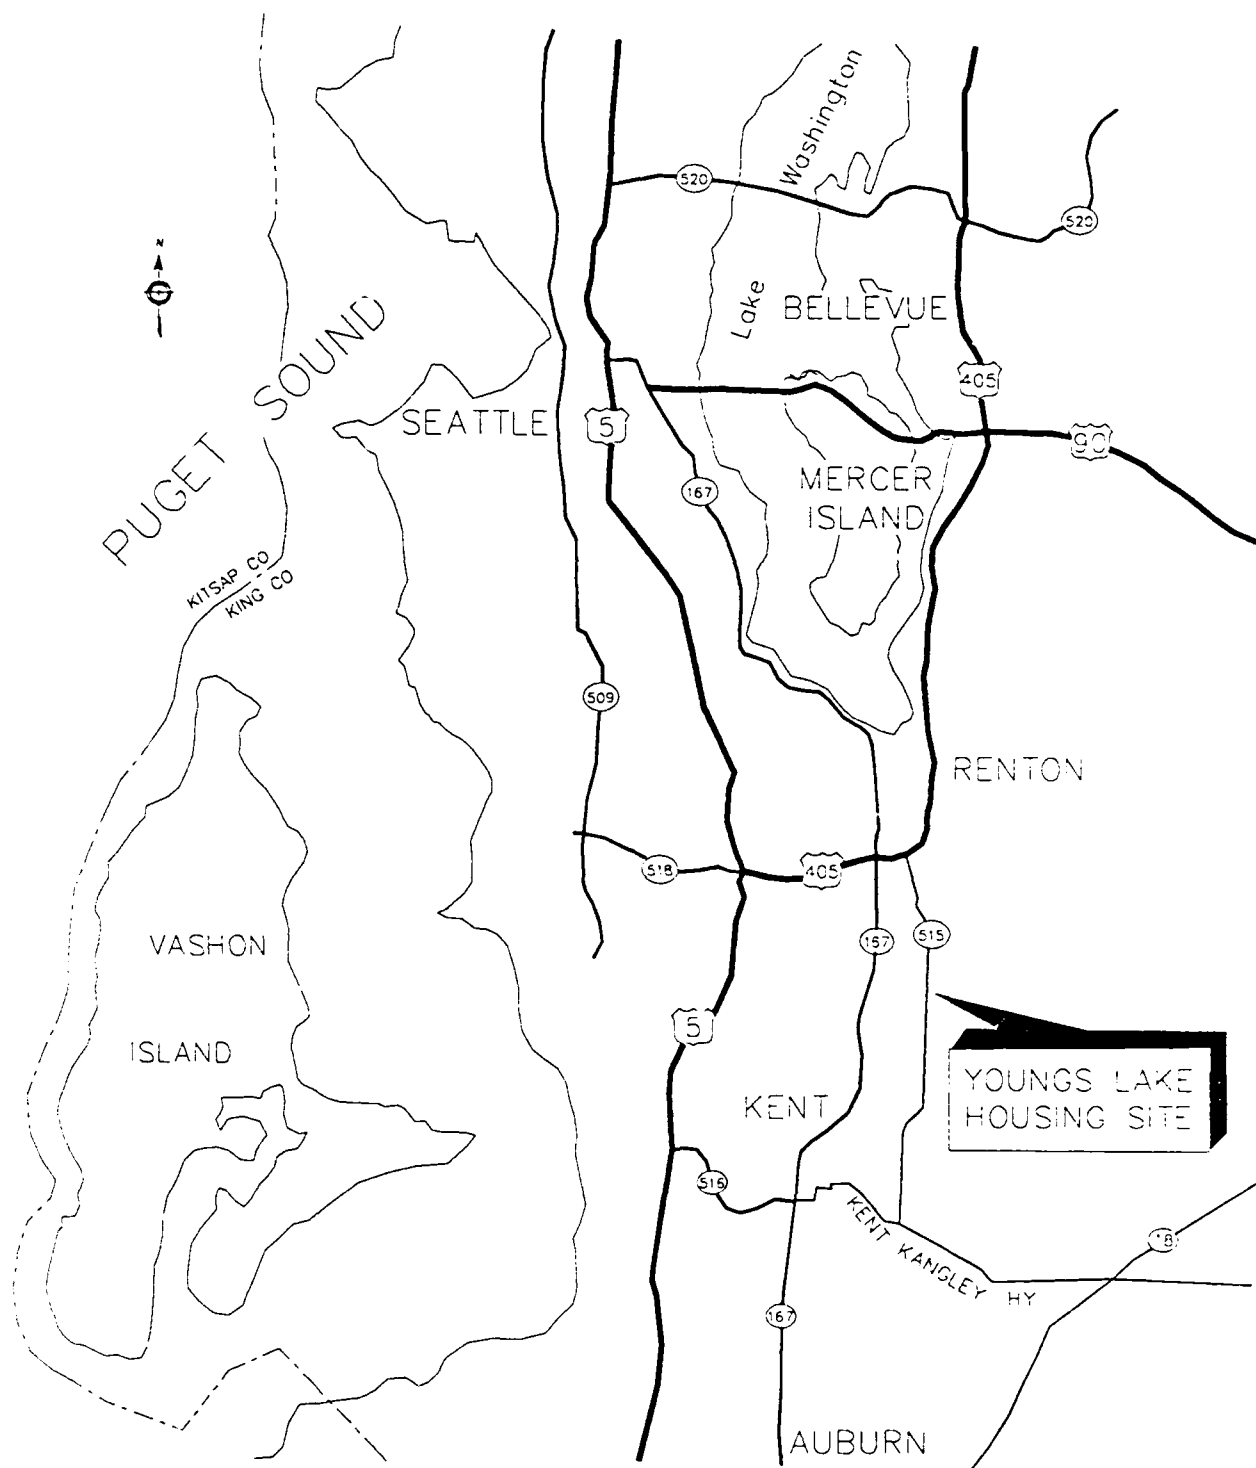 Washington
520
520
N
Lake
BELLEVUE
PUGET SOUND
405
SEATTLE
5
90
MERCER
ISLAND
167
KITSAP CO
KING CO
509
RENTON
518
405
VASHON
ISLAND
167
515
5
YOUNGS LAKE
HOUSING SITE
KENT
516
KENT KANGLEY HY
18
167
AUBURN